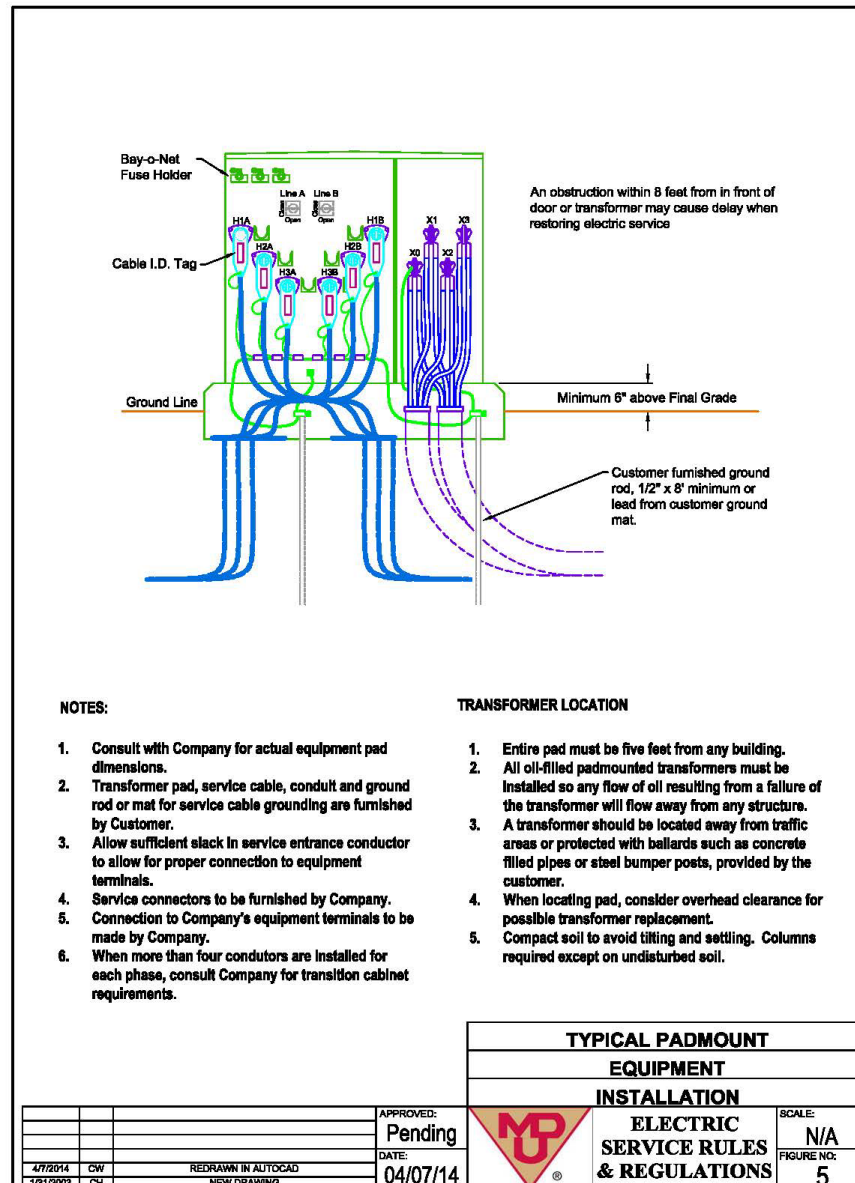 Bay-o-Net
Fuse Holder
Line A
Line B
Close
Open
Close
Open
H1A
H2A
H3A
H3B
H2B
H1B
X0
X1
X2
X3
An obstruction within 8 feet from in front of
door or transformer may cause delay when
restoring electric service
Cable I.D. Tag
Ground Line
Minimum 6" above Final Grade
Customer furnished ground
rod, 1/2" x 8' minimum or
lead from customer ground
mat.
NOTES:
1. Consult with Company for actual equipment pad
dimensions.
2. Transformer pad, service cable, conduit and ground
rod or mat for service cable grounding are furnished
by Customer.
3. Allow sufficient slack in service entrance conductor
to allow for proper connection to equipment
terminals.
4. Service connectors to be furnished by Company.
5. Connection to Company's equipment terminals to be
made by Company.
6. When more than four condutors are installed for
each phase, consult Company for transition cabinet
requirements.
TRANSFORMER LOCATION
1. Entire pad must be five feet from any building.
2. All oil-filled padmounted transformers must be
installed so any flow of oil resulting from a failure of
the transformer will flow away from any structure.
3. A transformer should be located away from traffic
areas or protected with ballards such as concrete
filled pipes or steel bumper posts, provided by the
customer.
4. When locating pad, consider overhead clearance for
possible transformer replacement.
5. Compact soil to avoid tilting and settling. Columns
required except on undisturbed soil.
TYPICAL PADMOUNT
EQUIPMENT
INSTALLATION
APPROVED:
Pending
DATE:
04/07/14
4/7/2014 CW REDRAWN IN AUTOCAD
1/31/2003 CH NEW DRAWING
MDU
®
ELECTRIC
SERVICE RULES
& REGULATIONS
SCALE:
N/A
FIGURE NO:
5